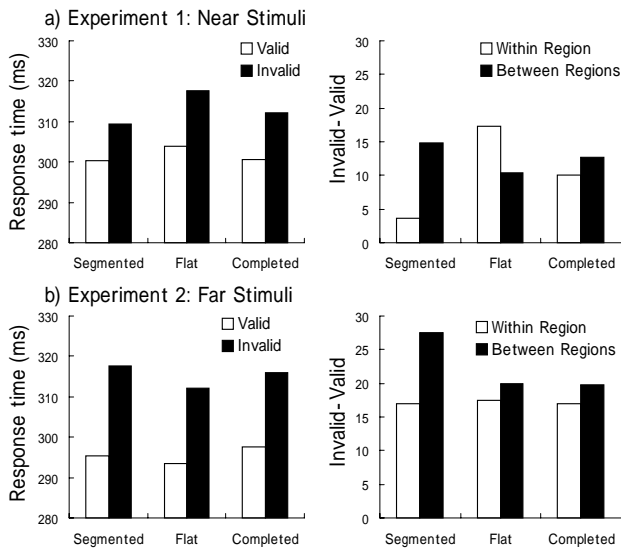 a) Experiment 1: Near Stimuli
Response time (ms)
330
320
310
300
290
280
Valid
Invalid
Segmented Flat Completed
Invalid- Valid
30
25
20
15
10
5
0
Within Region
Between Regions
Segmented Flat Completed
b) Experiment 2: Far Stimuli
Response time (ms)
330
320
310
300
290
280
Valid
Invalid
Segmented Flat Completed
Invalid- Valid
30
25
20
15
10
5
0
Within Region
Between Regions
Segmented Flat Completed